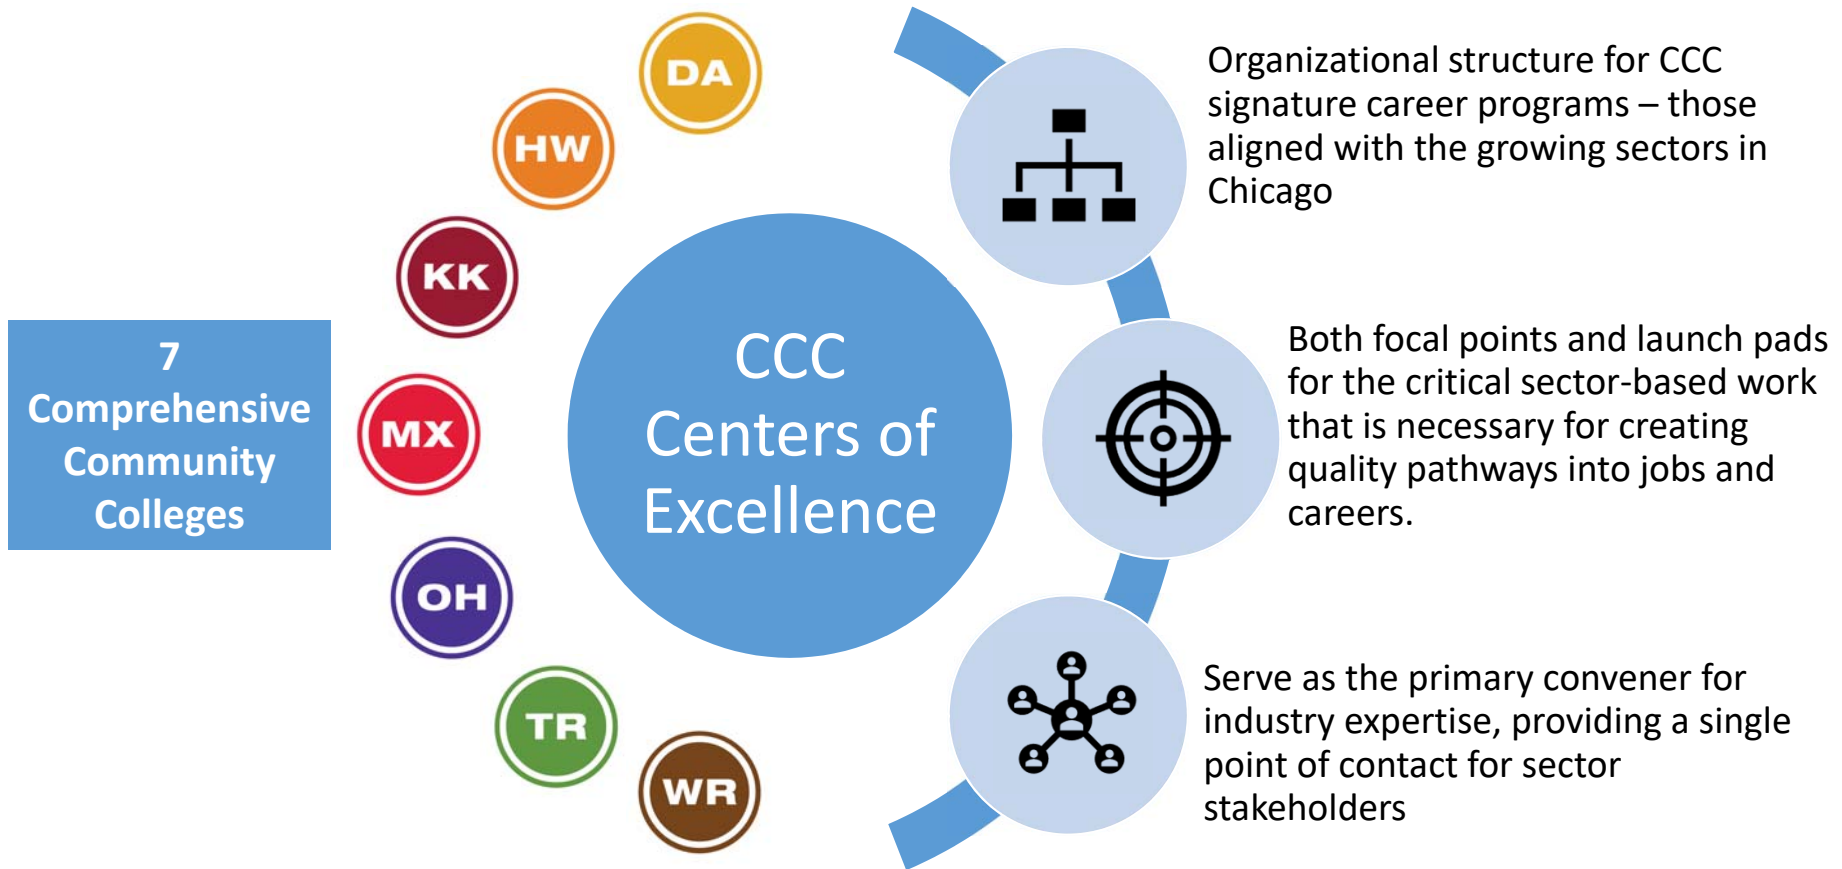 7
Comprehensive
Community
Colleges
DA
HW
KK
MX
OH
TR
WR
CCC
Centers of
Excellence
Organizational structure for CCC
signature career programs – those
aligned with the growing sectors in
Chicago
Both focal points and launch pads
for the critical sector-based work
that is necessary for creating
quality pathways into jobs and
careers.
Serve as the primary convener for
industry expertise, providing a single
point of contact for sector
stakeholders